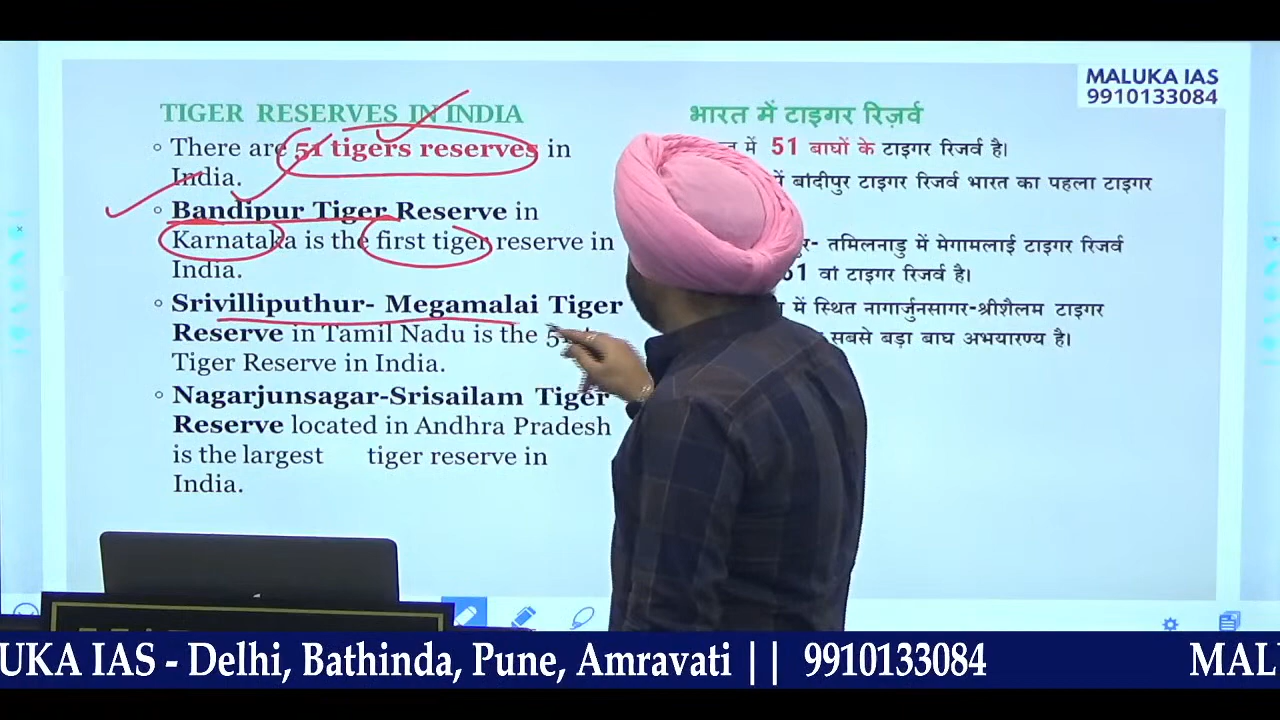 MALUKA IAS
9910133084
TIGER RESERVES IN INDIA
There are 51 tigers reserves in
India.
Bandipur Tiger Reserve in
Karnataka is the first tiger reserve in
India.
Srivilliputhur- Megamalai Tiger
Reserve in Tamil Nadu is the
Tiger Reserve in India.
Nagarjunsagar-Srisailam Tiger
Reserve located in Andhra Pradesh
is the largest tiger reserve in
India.
भारत में टाइगर रिज़र्व
में 51 बाघों के टाइगर रिजर्व है।
बांदीपुर टाइगर रिजर्व भारत का पहला टाइगर
तमिलनाडु में मेगामलाई टाइगर रिजर्व
वां टाइगर रिजर्व है।
में स्थित नागार्जुनसागर-श्रीशैलम टाइगर
सबसे बड़ा बाघ अभयारण्य है।
UKA IAS - Delhi, Bathinda, Pune, Amravati || 9910133084 MAL